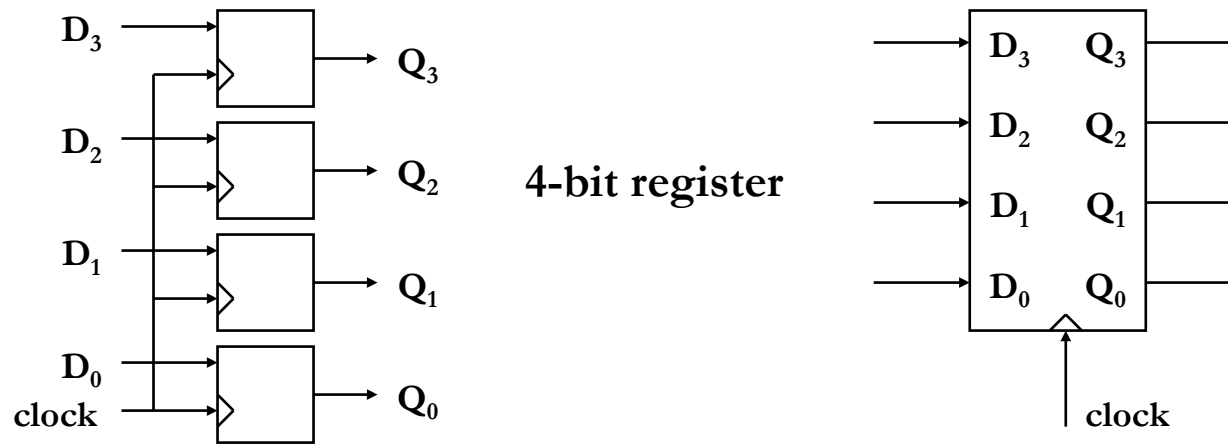 D₃
Q₃
D₂
Q₂
D₁
Q₁
D₀
clock
Q₀
4-bit register
D₃ Q₃
D₂ Q₂
D₁ Q₁
D₀ Q₀
clock